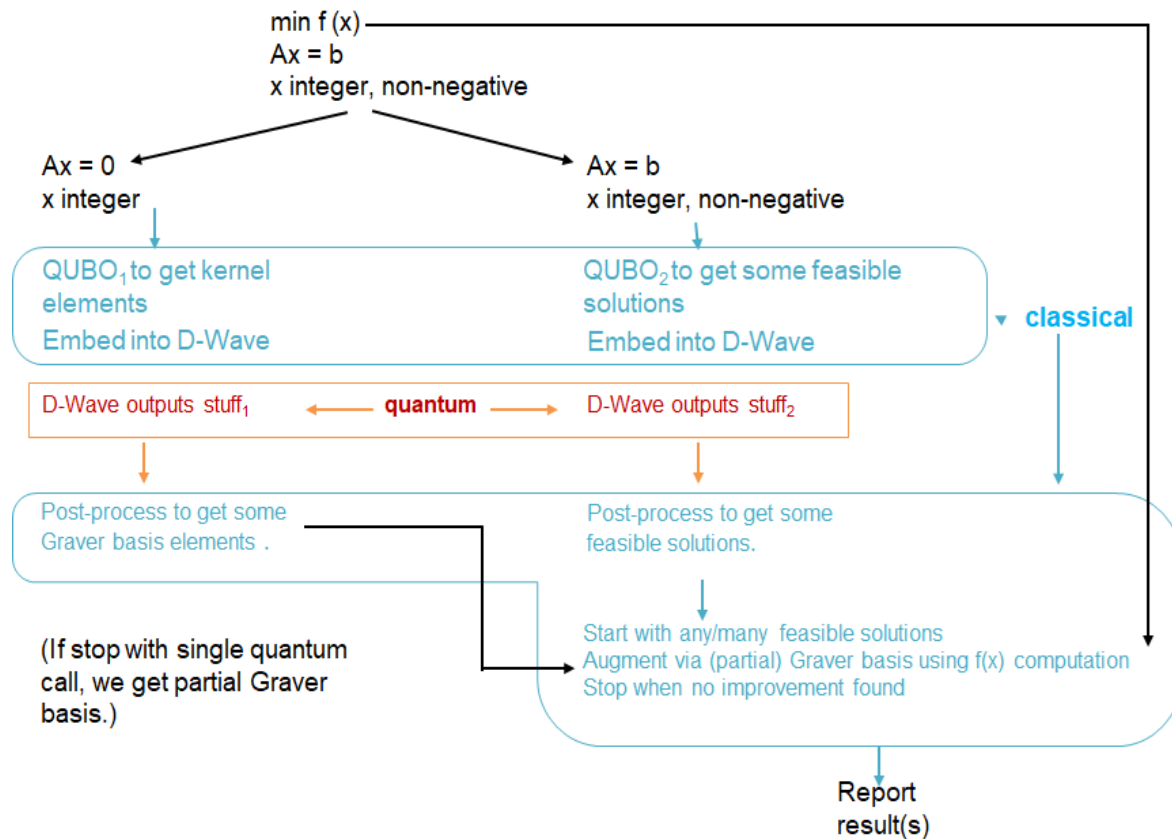 min f (x)
Ax = b
x integer, non-negative
Ax = 0
x integer
Ax = b
x integer, non-negative
QUBO₁ to get kernel
elements
Embed into D-Wave
QUBO₂ to get some feasible
solutions
Embed into D-Wave
classical
D-Wave outputs stuff₁
quantum
D-Wave outputs stuff₂
Post-process to get some
Graver basis elements .
Post-process to get some
feasible solutions.
(If stop with single quantum
call, we get partial Graver
basis.)
Start with any/many feasible solutions
Augment via (partial) Graver basis using f(x) computation
Stop when no improvement found
Report
result(s)